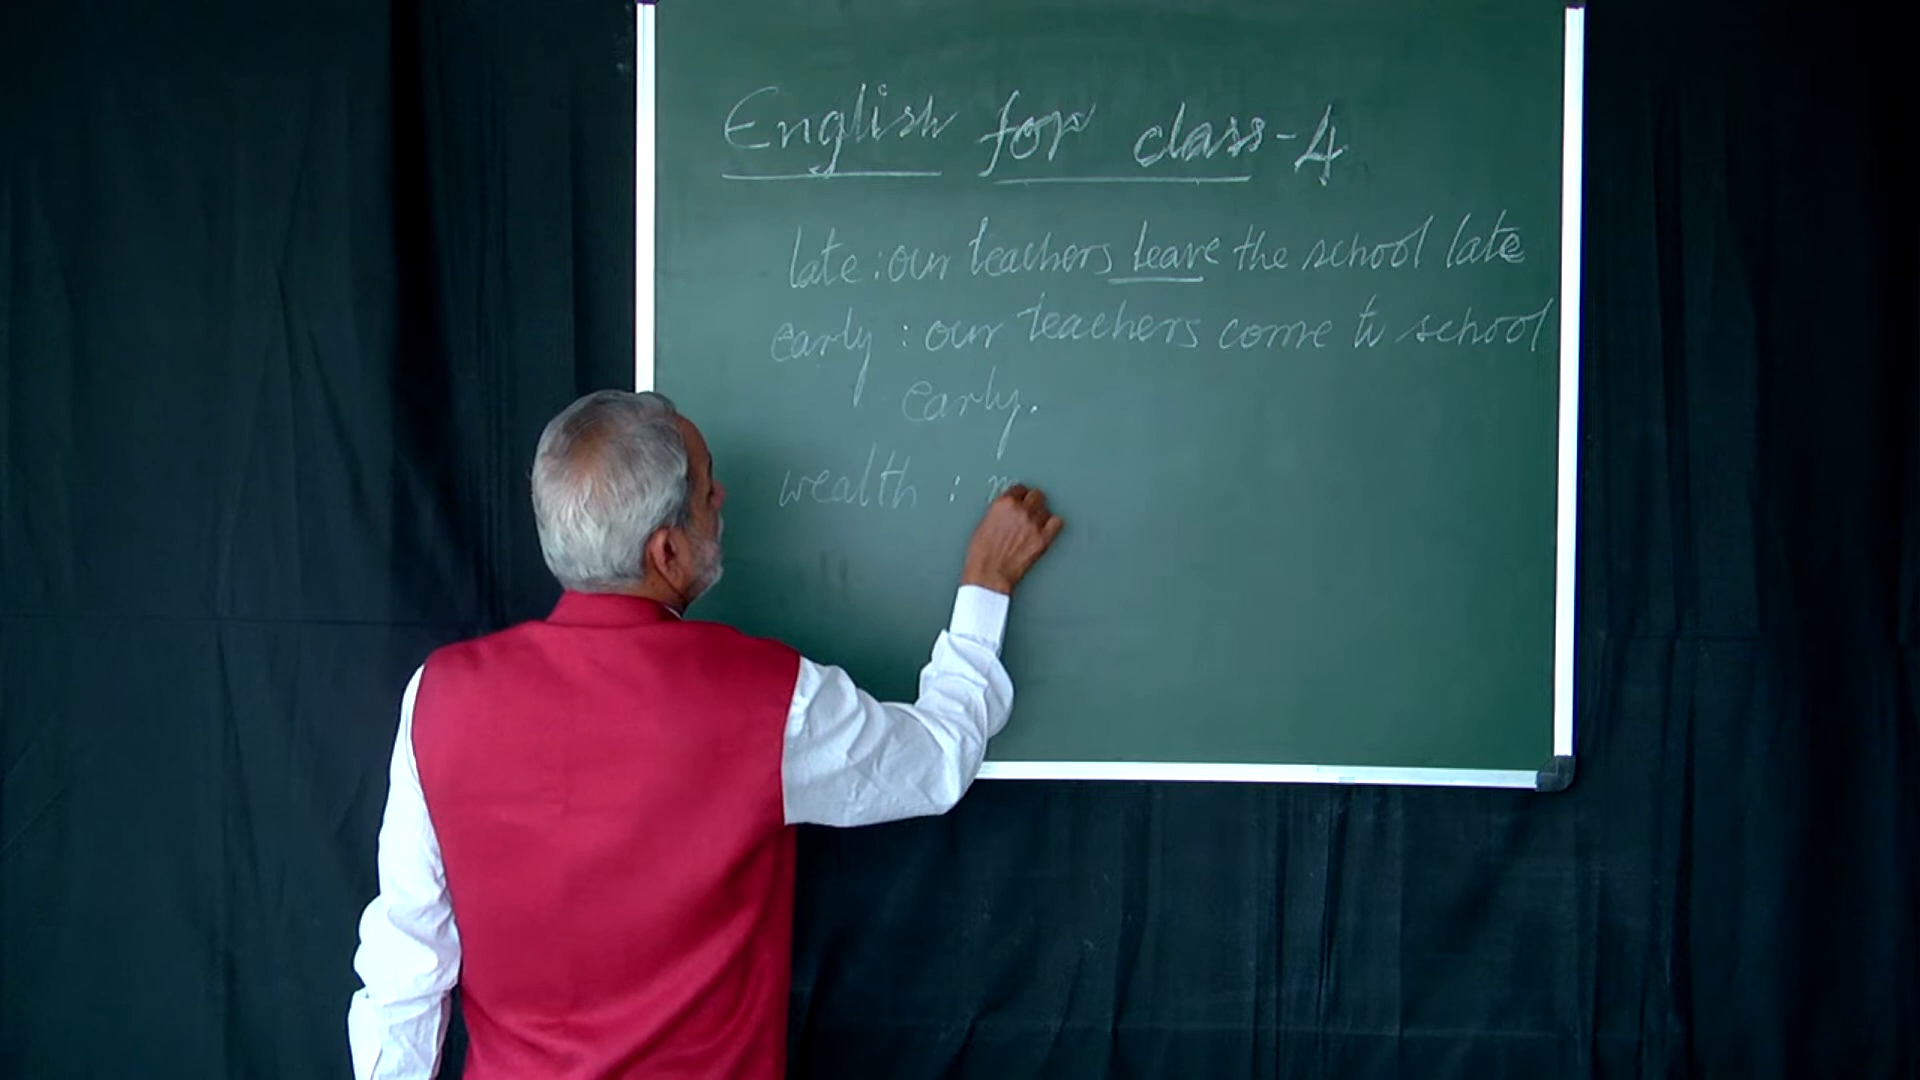 English for class-4
late : our teachers leave the school late
early : our teachers come to school
early.
wealth : m